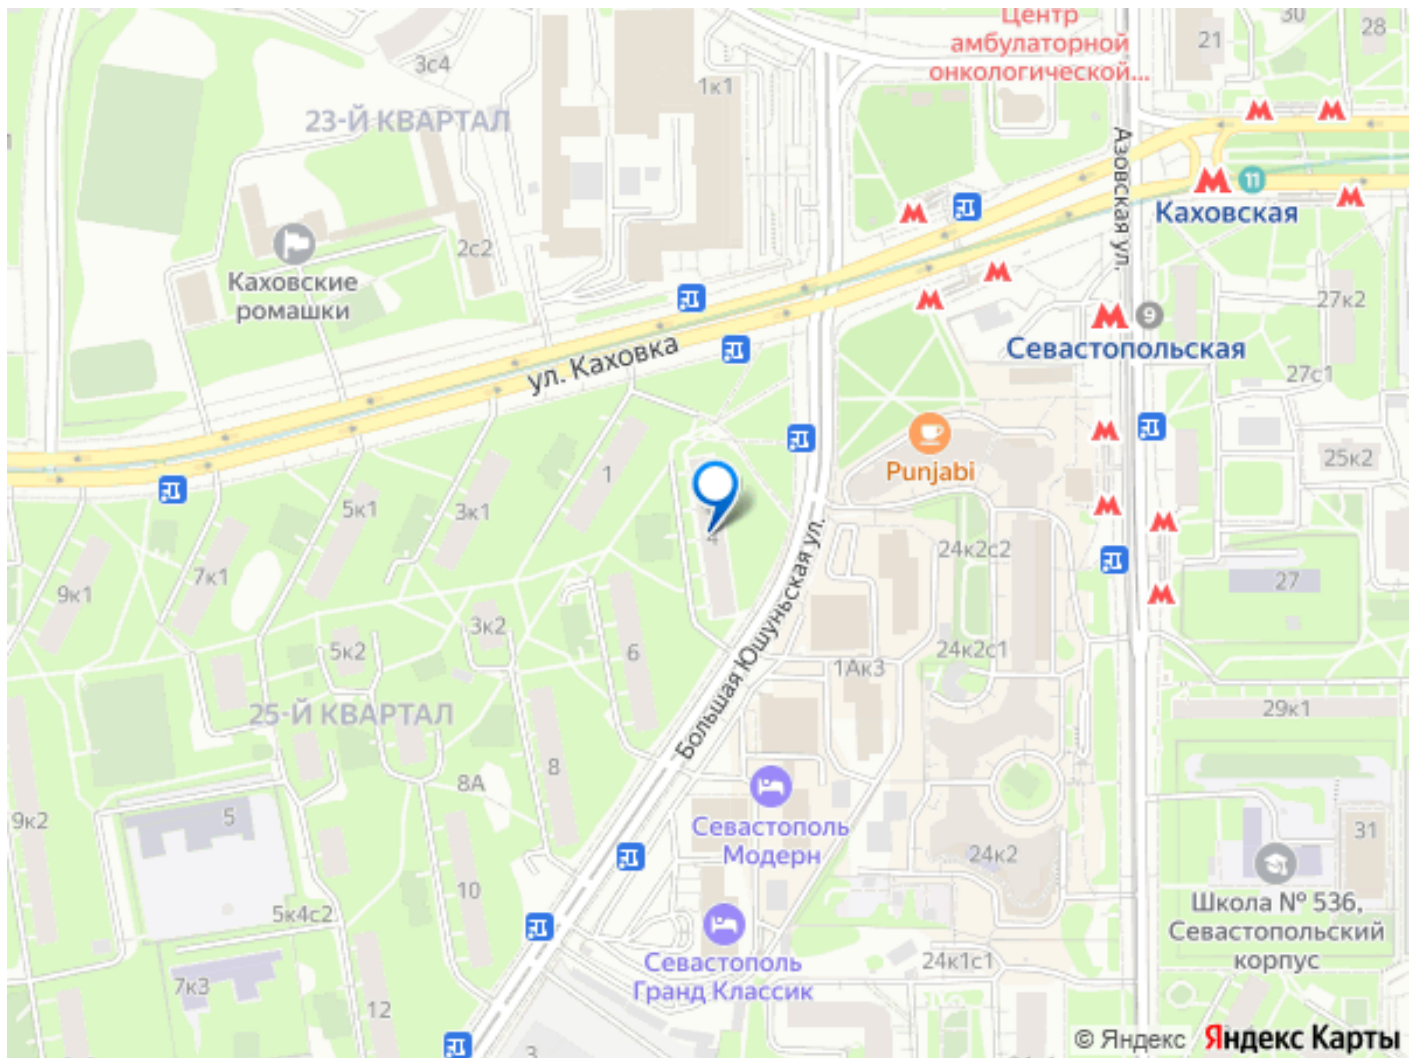 Центр
амбулаторной
онкологической...
30
28
21
3с4
1к1
23-Й КВАРТАЛ
Азовская ул.
11
Каховская
2с2
Каховские
ромашки
27к2
9
Севастопольская
ул. Каховка
27с1
1
Punjabi
25к2
5к1
3к1
4
24к2с2
7к1
9к1
27
Большая Юшуньская ул.
3к2
5к2
6
24к2с1
1Ак3
25-Й КВАРТАЛ
29к1
8
8А
9к2
5
Севастополь
Модерн
31
24к2
10
5к4с2
Школа № 536,
Севастопольский
корпус
Севастополь
Гранд Классик
24к1с1
7к3
12
3
© Яндекс Яндекс Карты